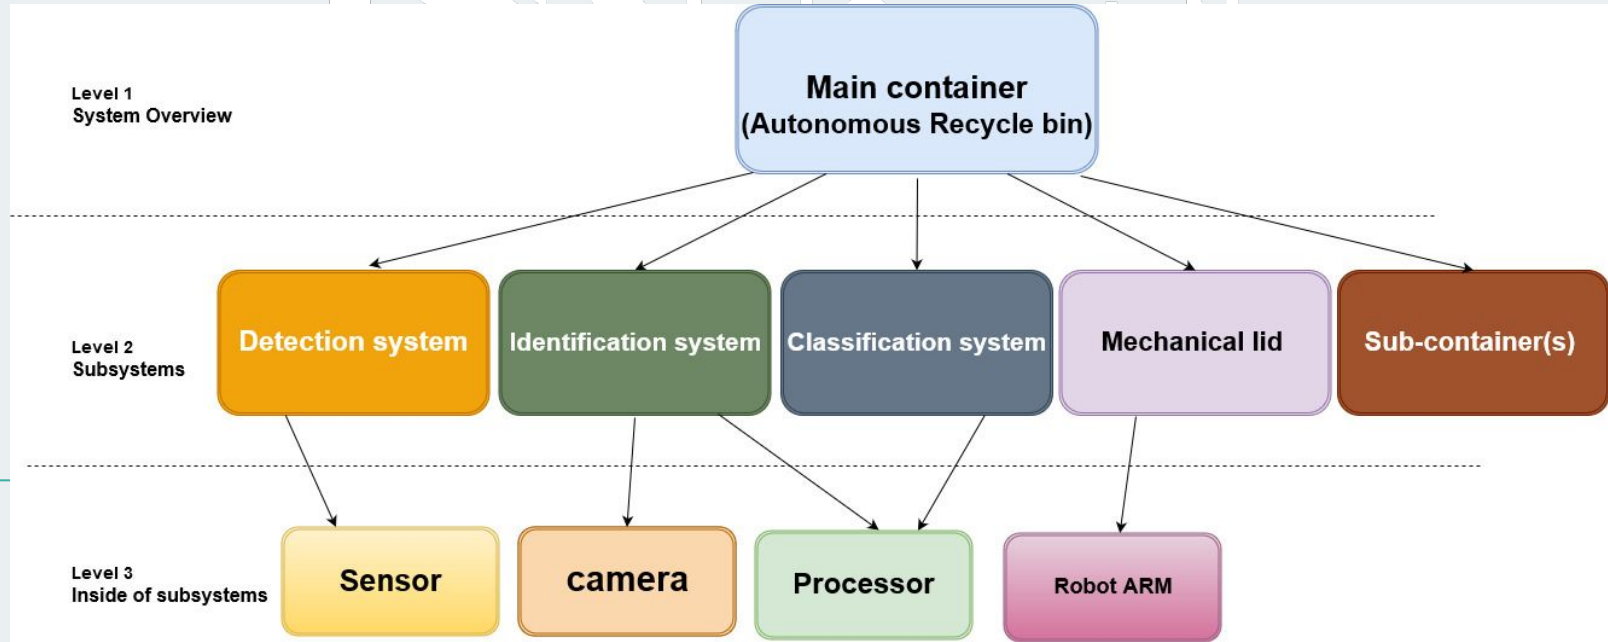 Level 1
System Overview
Main container
(Autonomous Recycle bin)
Level 2
Subsystems
Detection system
Identification system
Classification system
Mechanical lid
Sub-container(s)
Level 3
Inside of subsystems
Sensor
camera
Processor
Robot ARM